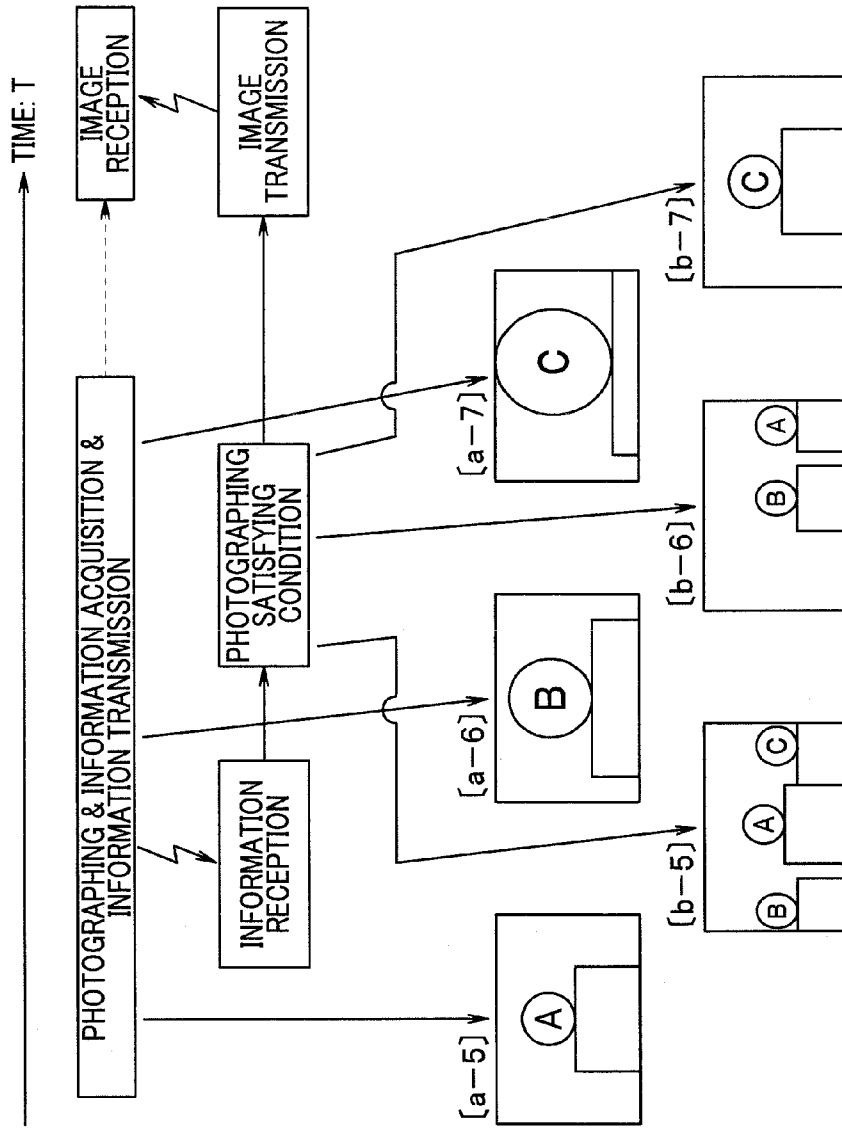 TIME: T
PHOTOGRAPHING & INFORMATION ACQUISITION &
INFORMATION TRANSMISSION
IMAGE
RECEPTION
INFORMATION
RECEPTION
PHOTOGRAPHING
SATISFYING
CONDITION
IMAGE
TRANSMISSION
[a-5]
A
[a-6]
B
[a-7]
C
[b-5]
B
A
C
[b-6]
B
A
[b-7]
C